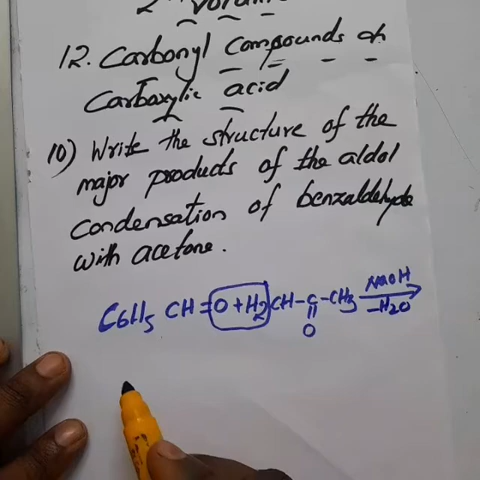 12. Carbonyl Compounds &
Carboxylic acid
10) Write the structure of the
major products of the aldol
condensation of benzaldehyde
with acetone.
C6H5 CH=O+H2CH-C-CH3 NaOH
O -H2O